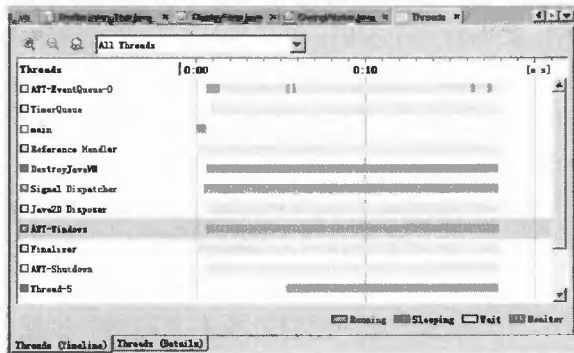 Threads
All Threads
Threads 0:00 0:10 [m s]
AWT-EventQueue-0
TimerQueue
main
Reference Handler
DestroyJavaVM
Signal Dispatcher
Java2D Disposer
AWT-Windows
Finalizer
AWT-Shutdown
Thread-5
Running Sleeping Wait Monitor
Threads (Timeline) Threads (Details)